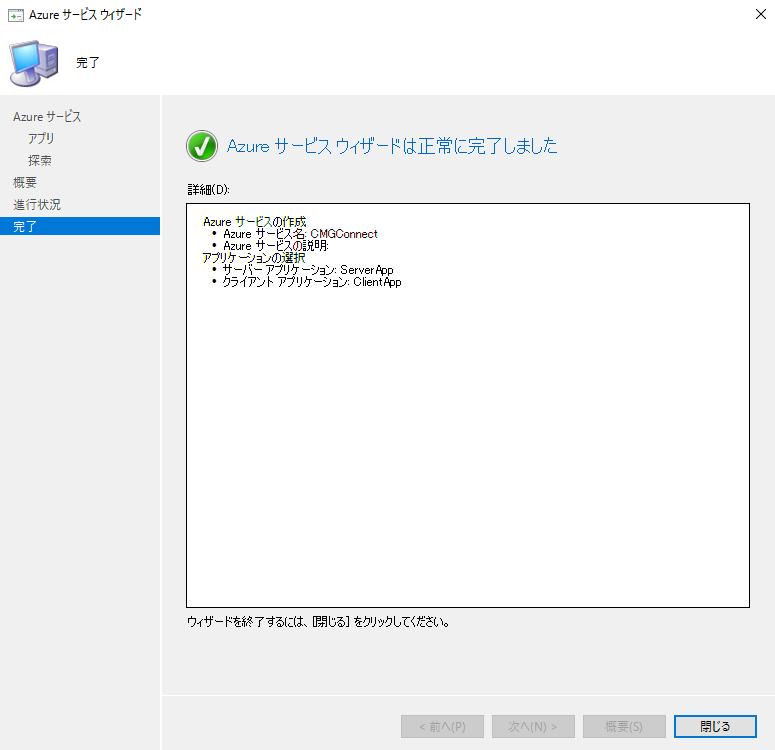 Azure サービス ウィザード
完了
Azure サービス
アプリ
探索
概要
進行状況
完了
Azure サービス ウィザードは正常に完了しました
詳細(D):
Azure サービスの作成
• Azure サービス名: CMGConnect
• Azure サービスの説明:
アプリケーションの選択
• サーバー アプリケーション: ServerApp
• クライアント アプリケーション: ClientApp
ウィザードを終了するには、[閉じる] をクリックしてください。
< 前へ(P)
次へ(N) >
概要(S)
閉じる